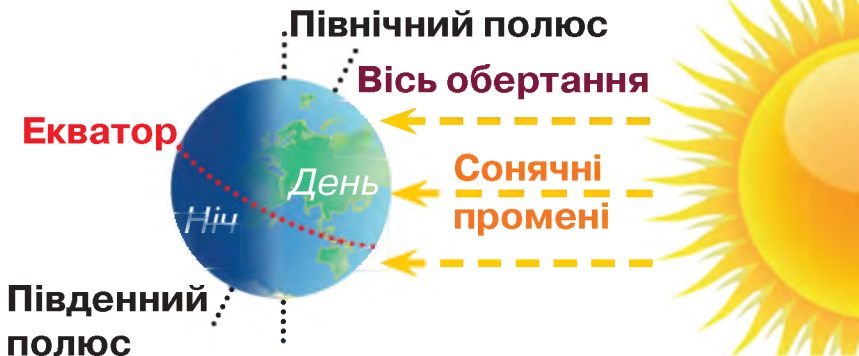 Північний полюс
Вісь обертання
Екватор
День
Сонячні
промені
Ніч
Південний
полюс